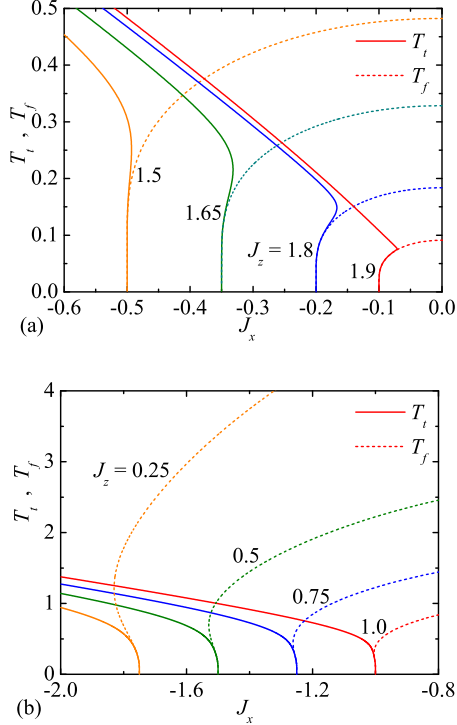 0.5
0.4
0.3
0.2
0.1
0.0
T_t , T_f
T_t
T_f
1.5
1.65
J_z = 1.8
1.9
-0.6 -0.5 -0.4 -0.3 -0.2 -0.1 0.0
(a) J_x
4
3
2
1
0
T_t , T_f
T_t
T_f
J_z = 0.25
0.5
0.75
1.0
-2.0 -1.6 -1.2 -0.8
(b) J_x